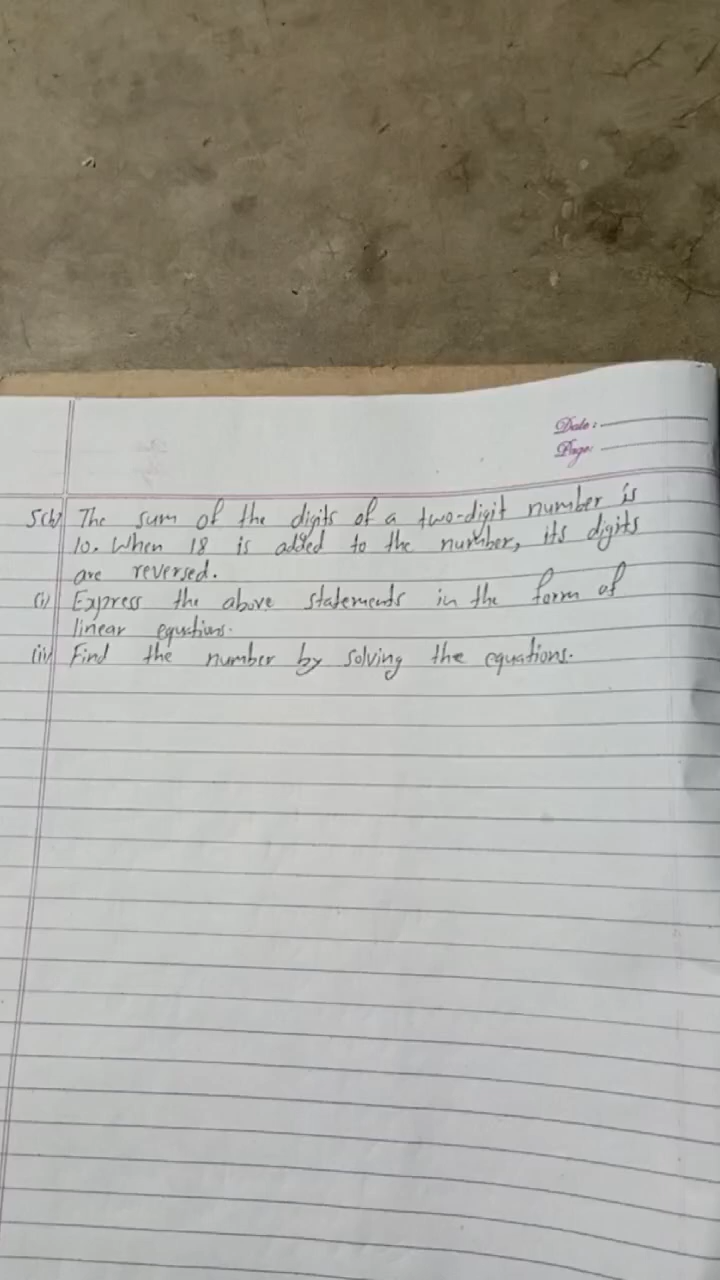 Date:
Page:
5(b) The sum of the digits of a two-digit number is
10. When 18 is added to the number, its digits
are reversed.
(i) Express the above statements in the form of
linear equations.
(ii) Find the number by solving the equations.